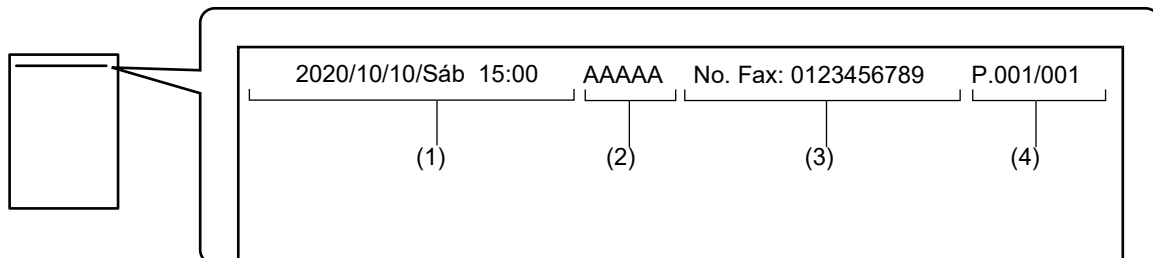 2020/10/10/Sáb 15:00 AAAAA No. Fax: 0123456789 P.001/001
(1) (2) (3) (4)